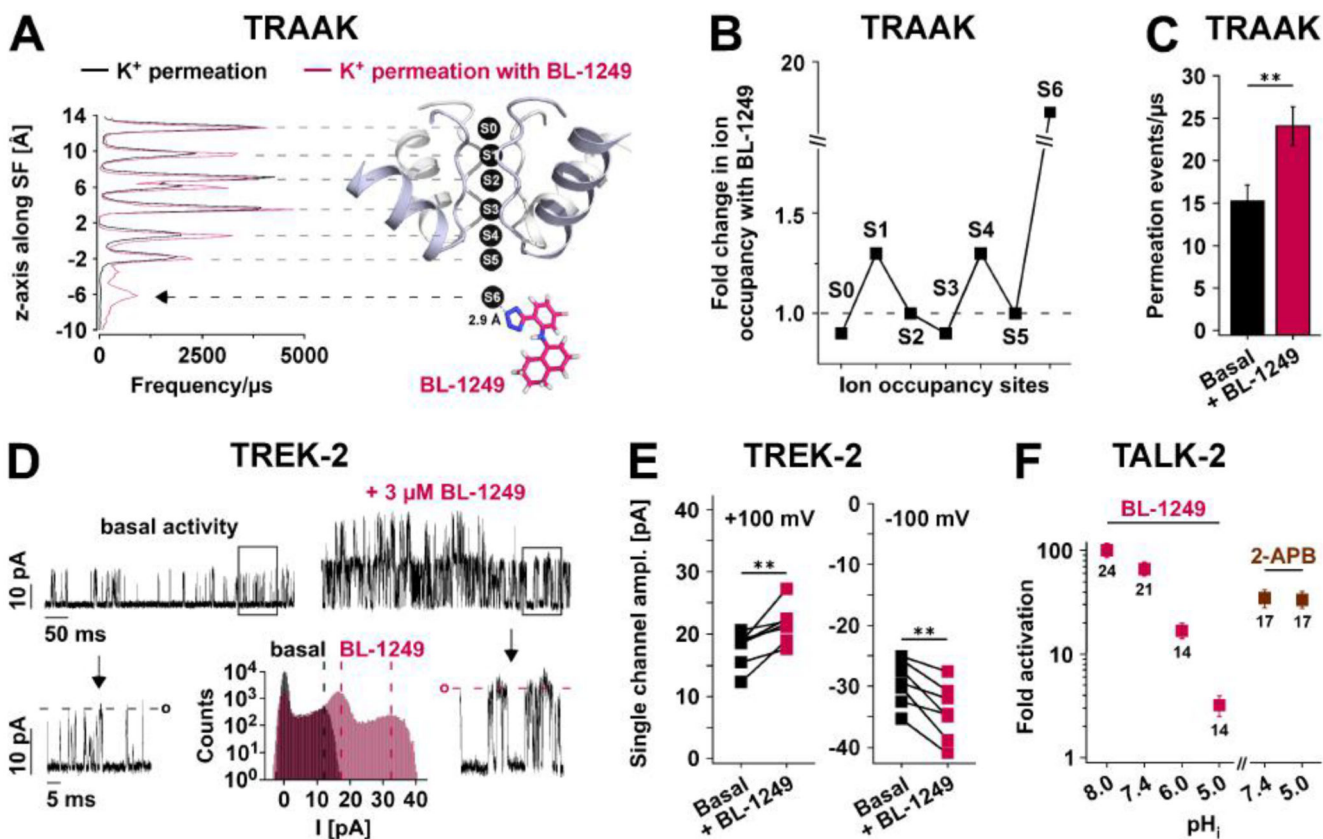 A TRAAK
K+ permeation
K+ permeation with BL-1249
z-axis along SF [Å]
14
10
6
2
-2
-6
-10
0
2500
5000
Frequency/µs
S0
S1
S2
S3
S4
S5
S6
2.9 Å
BL-1249
B TRAAK
Fold change in ion
occupancy with BL-1249
20
1.5
1.0
S0
S1
S2
S3
S4
S5
S6
Ion occupancy sites
C TRAAK
Permeation events/µs
30
25
20
15
10
5
0
**
Basal
+ BL-1249
D TREK-2
basal activity
+ 3 µM BL-1249
10 pA
50 ms
10 pA
5 ms
o
basal
BL-1249
Counts
10⁴
10³
10²
10¹
10⁰
0
10
20
30
40
I [pA]
o
E TREK-2
Single channel ampl. [pA]
40
30
20
10
0
+100 mV
**
Basal
+ BL-1249
0
-10
-20
-30
-40
-100 mV
**
Basal
+ BL-1249
F TALK-2
Fold activation
100
10
1
BL-1249
24
21
14
14
2-APB
17
17
8.0
7.4
6.0
5.0
7.4
5.0
pHi